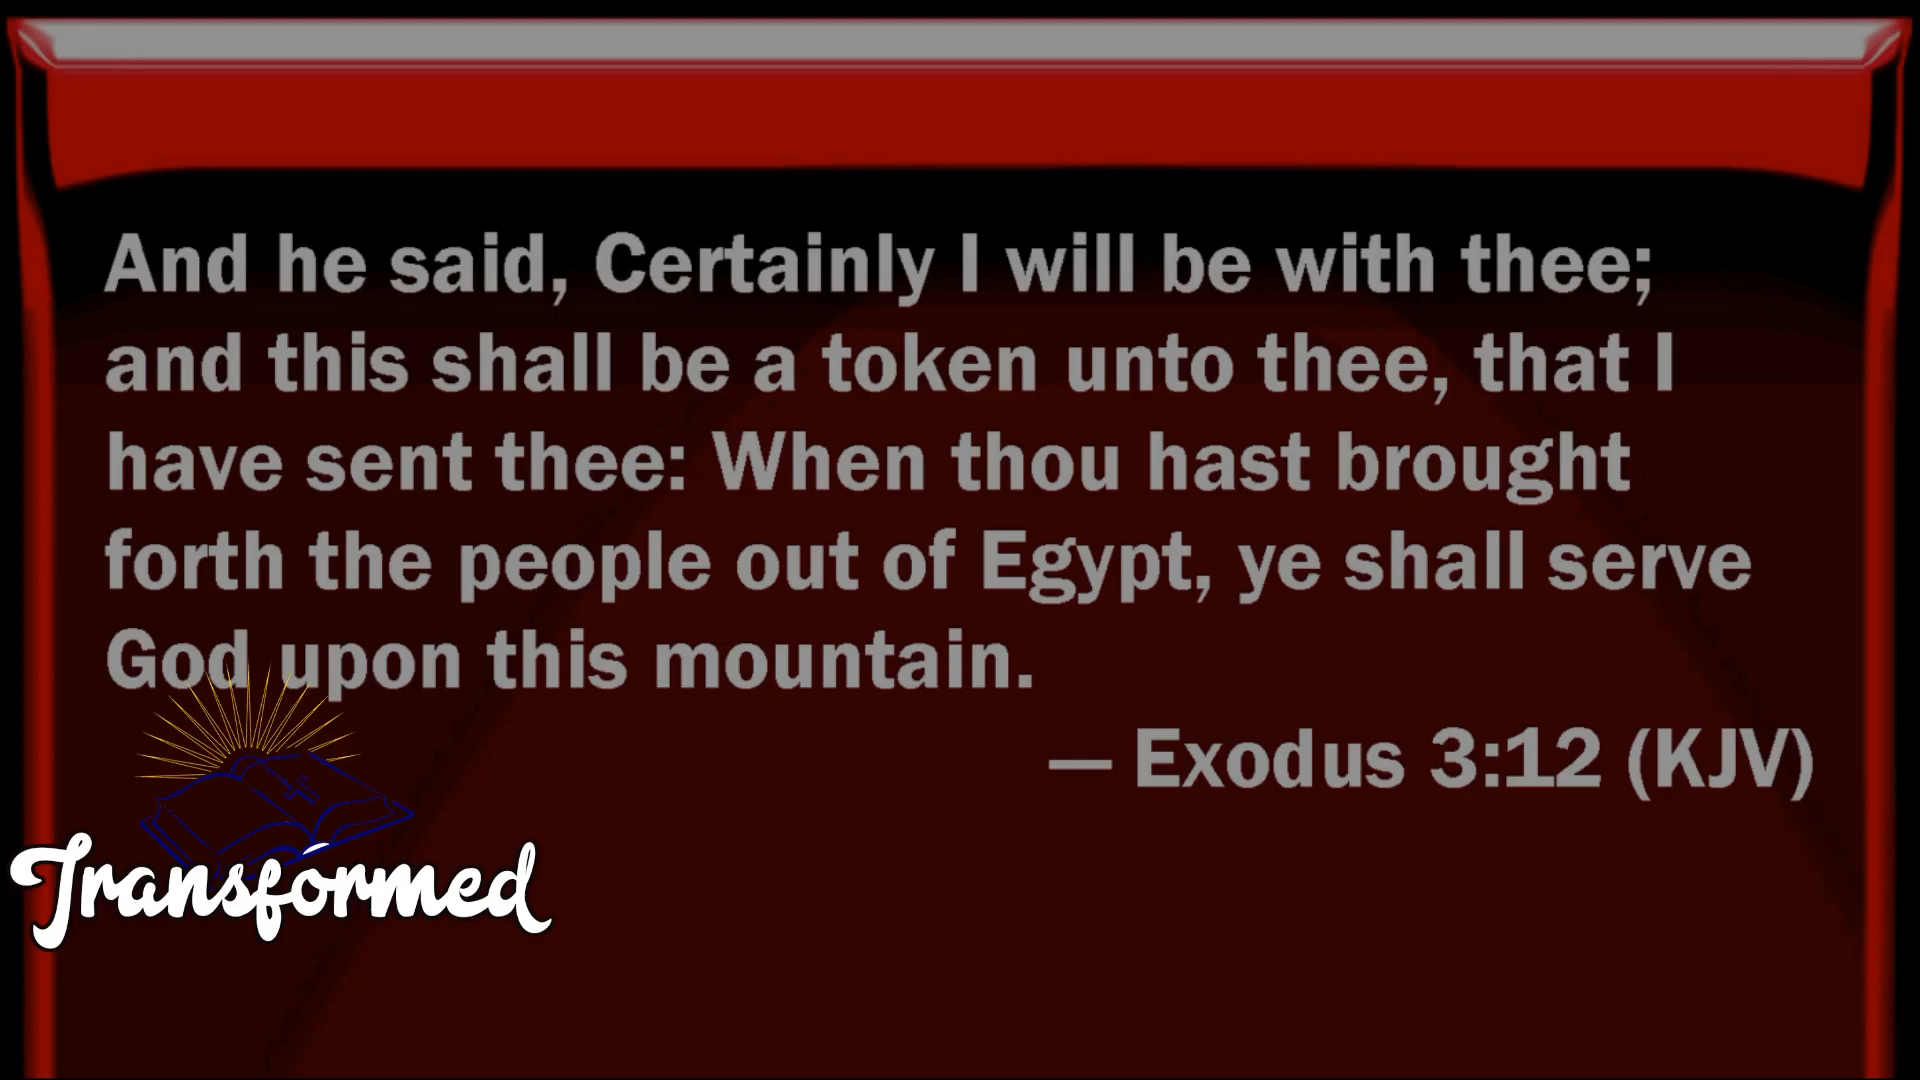 And he said, Certainly I will be with thee;
and this shall be a token unto thee, that I
have sent thee: When thou hast brought
forth the people out of Egypt, ye shall serve
God upon this mountain.
— Exodus 3:12 (KJV)
Transformed